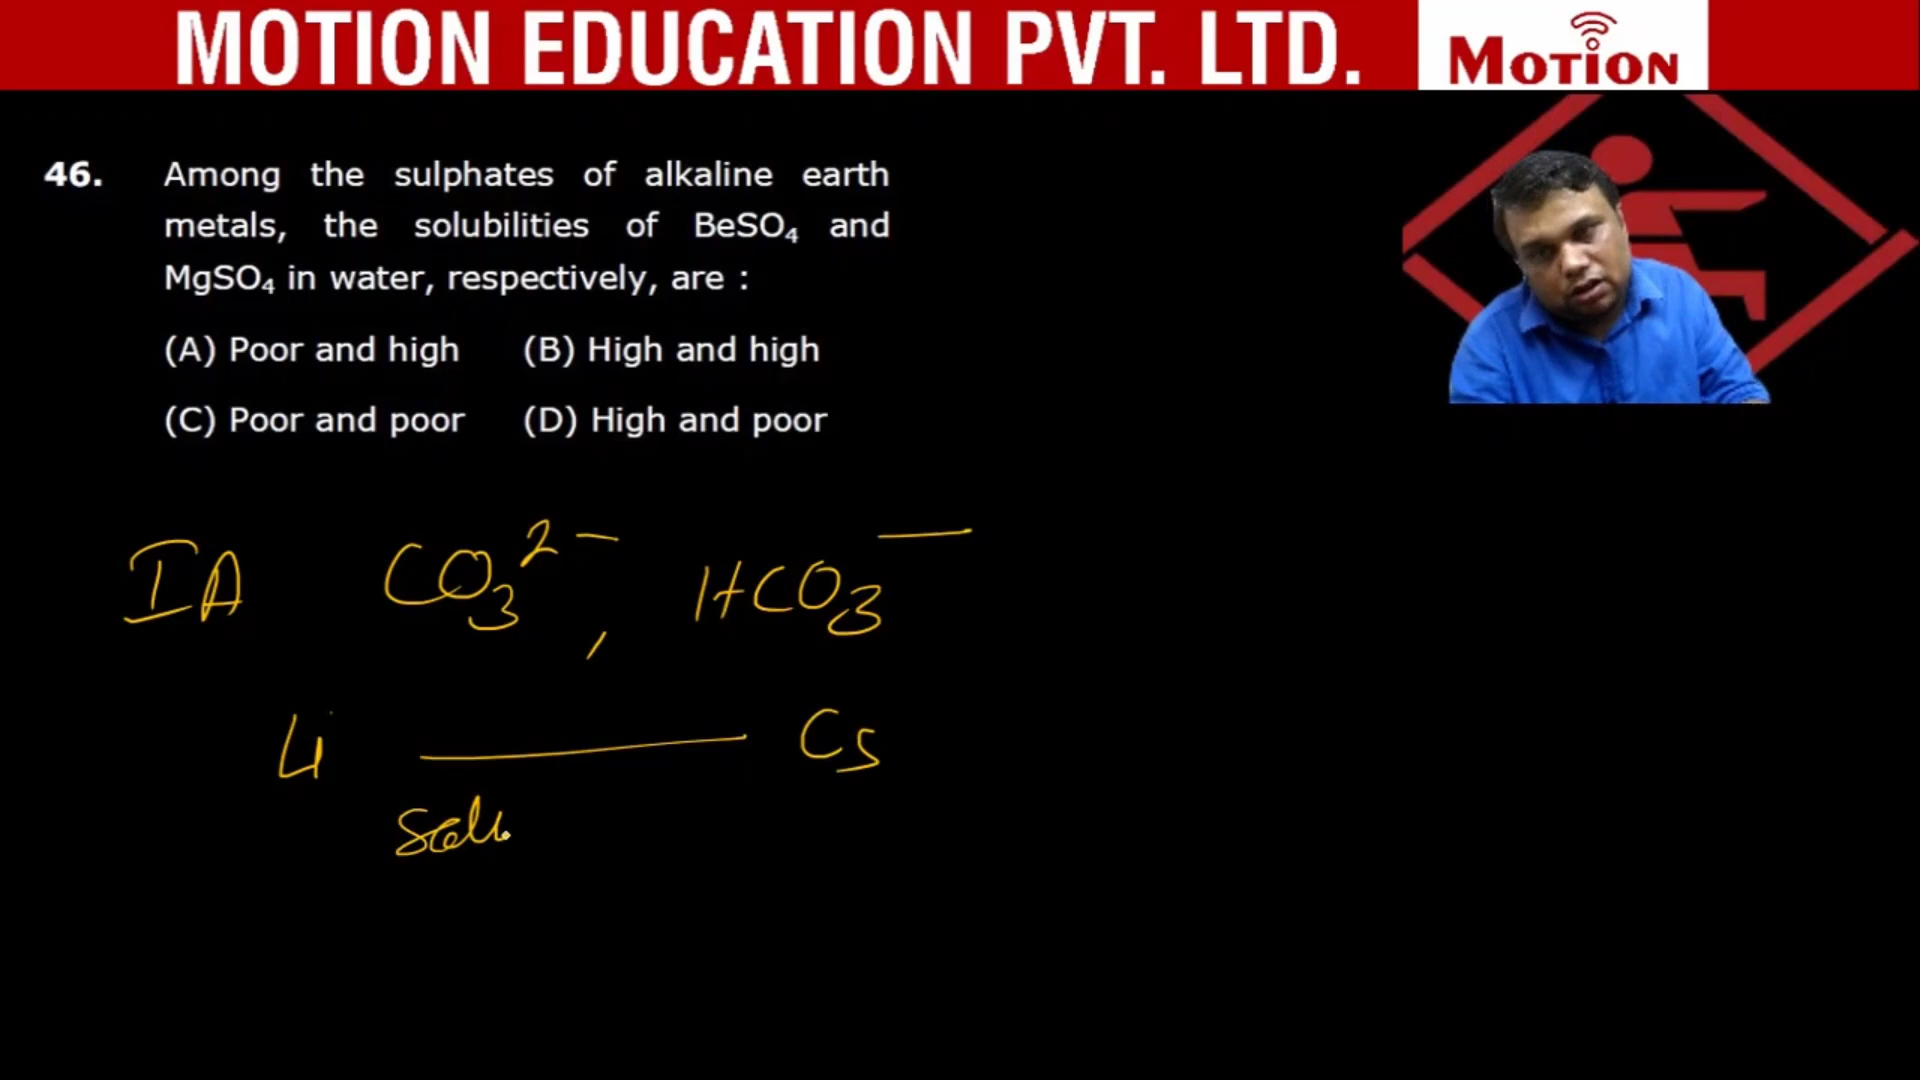 MOTION EDUCATION PVT. LTD.
MOTION
46. Among the sulphates of alkaline earth
metals, the solubilities of BeSO₄ and
MgSO₄ in water, respectively, are :
(A) Poor and high (B) High and high
(C) Poor and poor (D) High and poor
IA CO₃²⁻, HCO₃⁻
Li — Cs